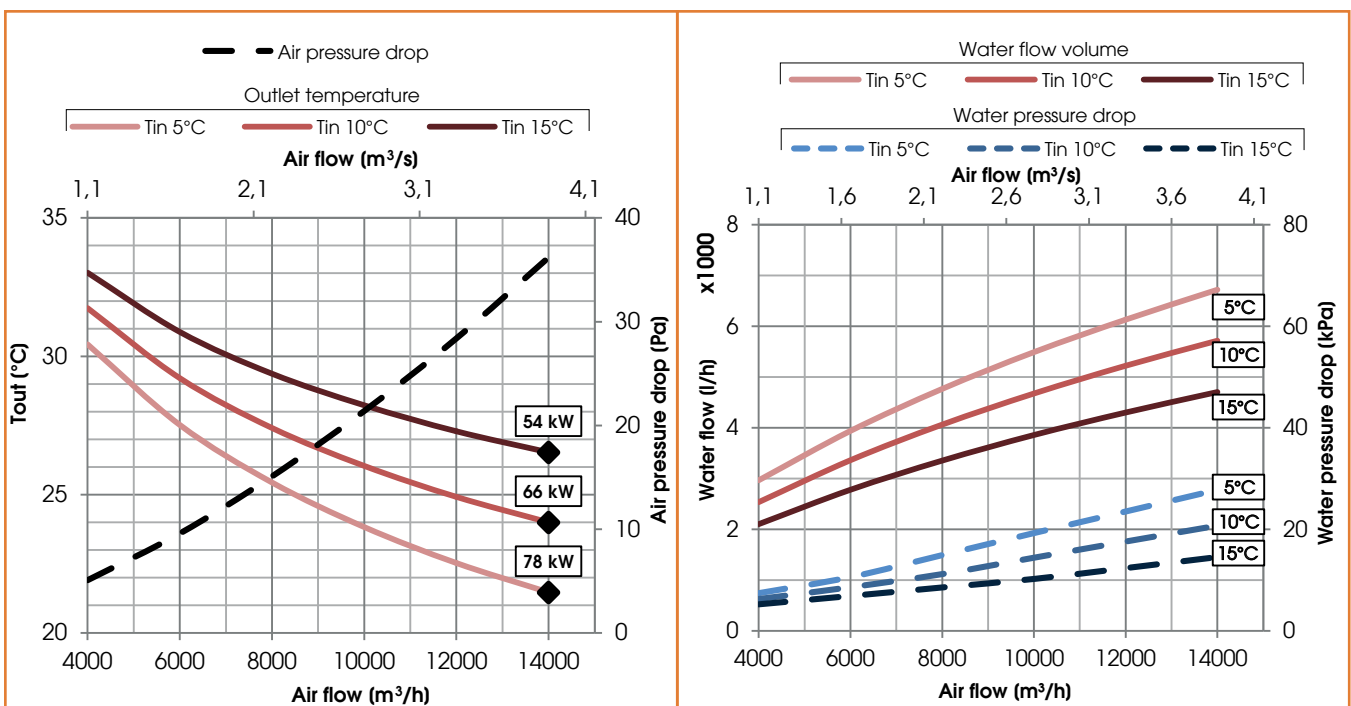 Air pressure drop
Outlet temperature
Tin 5°C Tin 10°C Tin 15°C
Air flow (m³/s)
1,1 2,1 3,1 4,1
35
30
25
20
Tout (°C)
40
30
20
10
0
Air pressure drop (Pa)
54 kW
66 kW
78 kW
4000 6000 8000 10000 12000 14000
Air flow (m³/h)
Water flow volume
Tin 5°C Tin 10°C Tin 15°C
Water pressure drop
Tin 5°C Tin 10°C Tin 15°C
Air flow (m³/s)
1,1 1,6 2,1 2,6 3,1 3,6 4,1
8
6
4
2
0
x1000
Water flow (l/h)
80
60
40
20
0
Water pressure drop (kPa)
5°C
10°C
15°C
5°C
10°C
15°C
4000 6000 8000 10000 12000 14000
Air flow (m³/h)